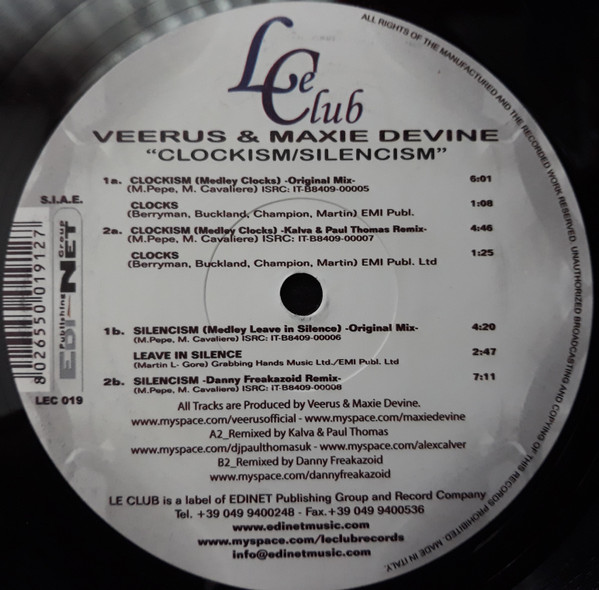 Le Club
VEERUS & MAXIE DEVINE
"CLOCKISM/SILENCISM"
1a. CLOCKISM (Medley Clocks) -Original Mix- 6:01
(M.Pepe, M. Cavaliere) ISRC: IT-B8409-00005
CLOCKS 1:08
(Berryman, Buckland, Champion, Martin) EMI Publ.
2a. CLOCKISM (Medley Clocks) -Kalva & Paul Thomas Remix- 4:46
(M.Pepe, M. Cavaliere) ISRC: IT-B8409-00007
CLOCKS 1:25
(Berryman, Buckland, Champion, Martin) EMI Publ. Ltd
S.I.A.E.
8026550019127
EDI NET
Publishing Group
LEC 019
1b. SILENCISM (Medley Leave in Silence) -Original Mix- 4:20
(M.Pepe, M. Cavaliere) ISRC: IT-B8409-00006
LEAVE IN SILENCE 2:47
(Martin L- Gore) Grabbing Hands Music Ltd./EMI Publ. Ltd
2b. SILENCISM -Danny Freakazoid Remix- 7:11
(M.Pepe, M. Cavaliere) ISRC: IT-B8409-00008
All Tracks are Produced by Veerus & Maxie Devine.
www.myspace.com/veerusofficial - www.myspace.com/maxiedevine
A2_Remixed by Kalva & Paul Thomas
www.myspace.com/djpaulthomasuk - www.myspace.com/alexcalver
B2_Remixed by Danny Freakazoid
www.myspace.com/dannyfreakazoid
LE CLUB is a label of EDINET Publishing Group and Record Company
Tel. +39 049 9400248 - Fax.+39 049 9400536
www.edinetmusic.com
www.myspace.com/leclubrecords
info@edinetmusic.com
ALL RIGHTS OF THE MANUFACTURED AND THE RECORDED WORK RESERVED. UNAUTHORIZED BROADCASTING AND COPYING OF THIS RECORDS PROHIBITED. MADE IN ITALY.